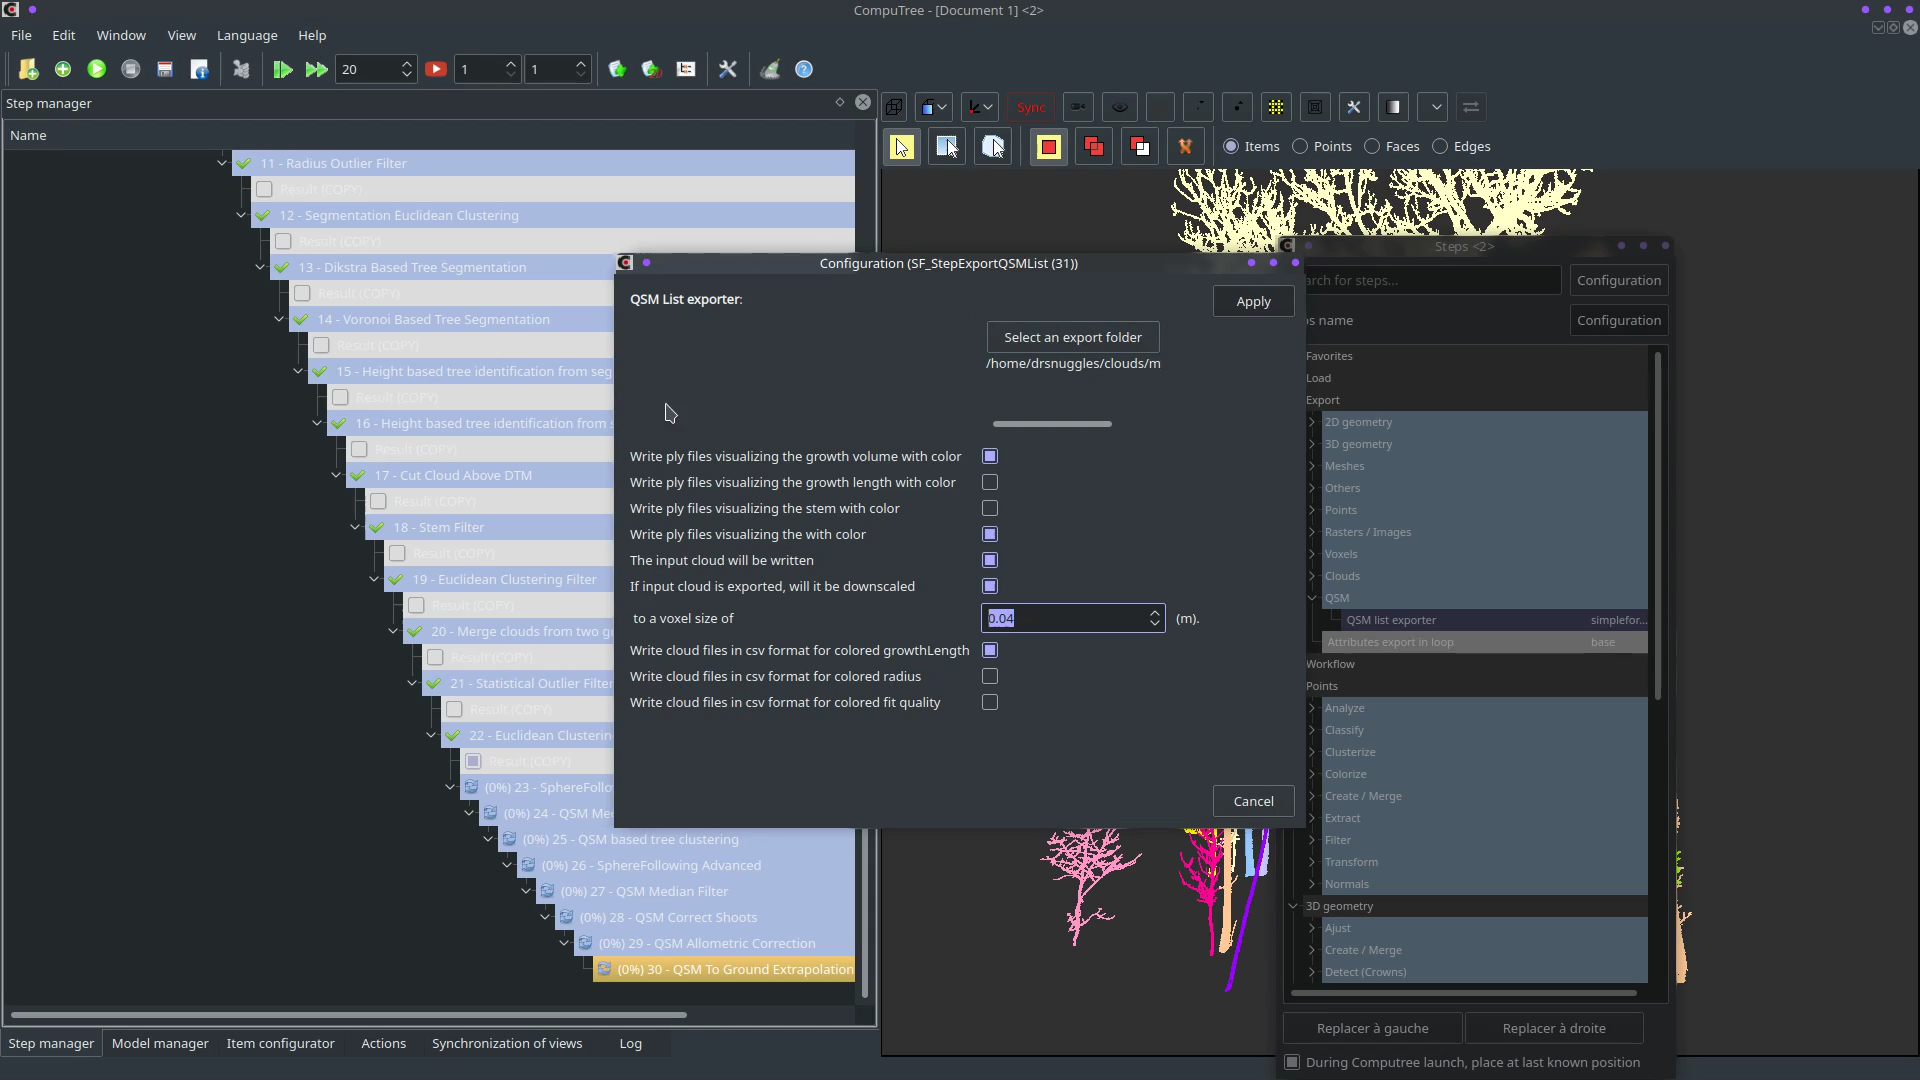 CompuTree - [Document 1] <2>
File Edit Window View Language Help
20 1 1
Step manager
Name
11 - Radius Outlier Filter
Result (COPY)
12 - Segmentation Euclidean Clustering
Result (COPY)
13 - Dikstra Based Tree Segmentation
Result (COPY)
14 - Voronoi Based Tree Segmentation
Result (COPY)
15 - Height based tree identification from seg
Result (COPY)
16 - Height based tree identification from s
Result (COPY)
17 - Cut Cloud Above DTM
Result (COPY)
18 - Stem Filter
Result (COPY)
19 - Euclidean Clustering Filter
Result (COPY)
20 - Merge clouds from two g
Result (COPY)
21 - Statistical Outlier Filter
Result (COPY)
22 - Euclidean Clusterin
Result (COPY)
(0%) 23 - SphereFollo
(0%) 24 - QSM Me
(0%) 25 - QSM based tree clustering
(0%) 26 - SphereFollowing Advanced
(0%) 27 - QSM Median Filter
(0%) 28 - QSM Correct Shoots
(0%) 29 - QSM Allometric Correction
(0%) 30 - QSM To Ground Extrapolation
Step manager Model manager Item configurator Actions Synchronization of views Log
Sync
Items Points Faces Edges
Configuration (SF_StepExportQSMList (31))
QSM List exporter:
Apply
Select an export folder
/home/drsnuggles/clouds/m
Write ply files visualizing the growth volume with color
Write ply files visualizing the growth length with color
Write ply files visualizing the stem with color
Write ply files visualizing the with color
The input cloud will be written
If input cloud is exported, will it be downscaled
to a voxel size of 0.04 (m).
Write cloud files in csv format for colored growthLength
Write cloud files in csv format for colored radius
Write cloud files in csv format for colored fit quality
Cancel
Steps <2>
rch for steps... Configuration
s name Configuration
Favorites
Load
Export
2D geometry
3D geometry
Meshes
Others
Points
Rasters / Images
Voxels
Clouds
QSM
QSM list exporter simplefor...
Attributes export in loop base
Workflow
Points
Analyze
Classify
Clusterize
Colorize
Create / Merge
Extract
Filter
Transform
Normals
3D geometry
Ajust
Create / Merge
Detect (Crowns)
Replacer à gauche Replacer à droite
During Computree launch, place at last known position